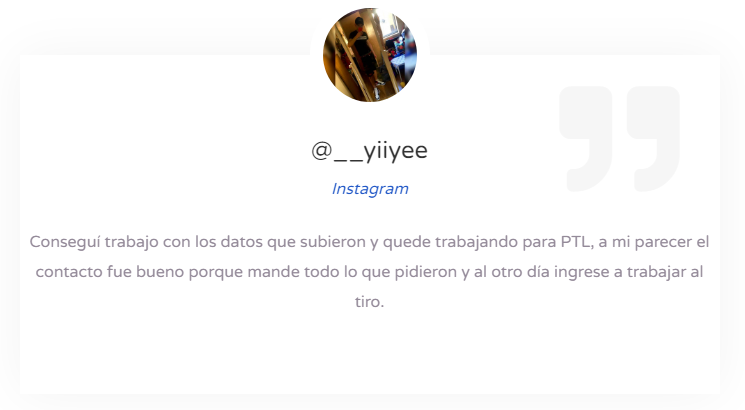 @__yiiyee
Instagram
Conseguí trabajo con los datos que subieron y quede trabajando para PTL, a mi parecer el
contacto fue bueno porque mande todo lo que pidieron y al otro día ingrese a trabajar al
tiro.